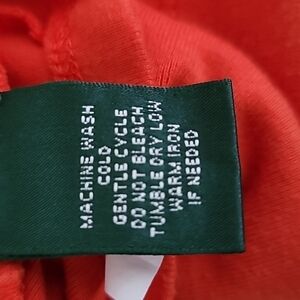 MACHINE WASH
COLD
GENTLE CYCLE
DO NOT BLEACH
TUMBLE DRY LOW
WARM IRON
IF NEEDED